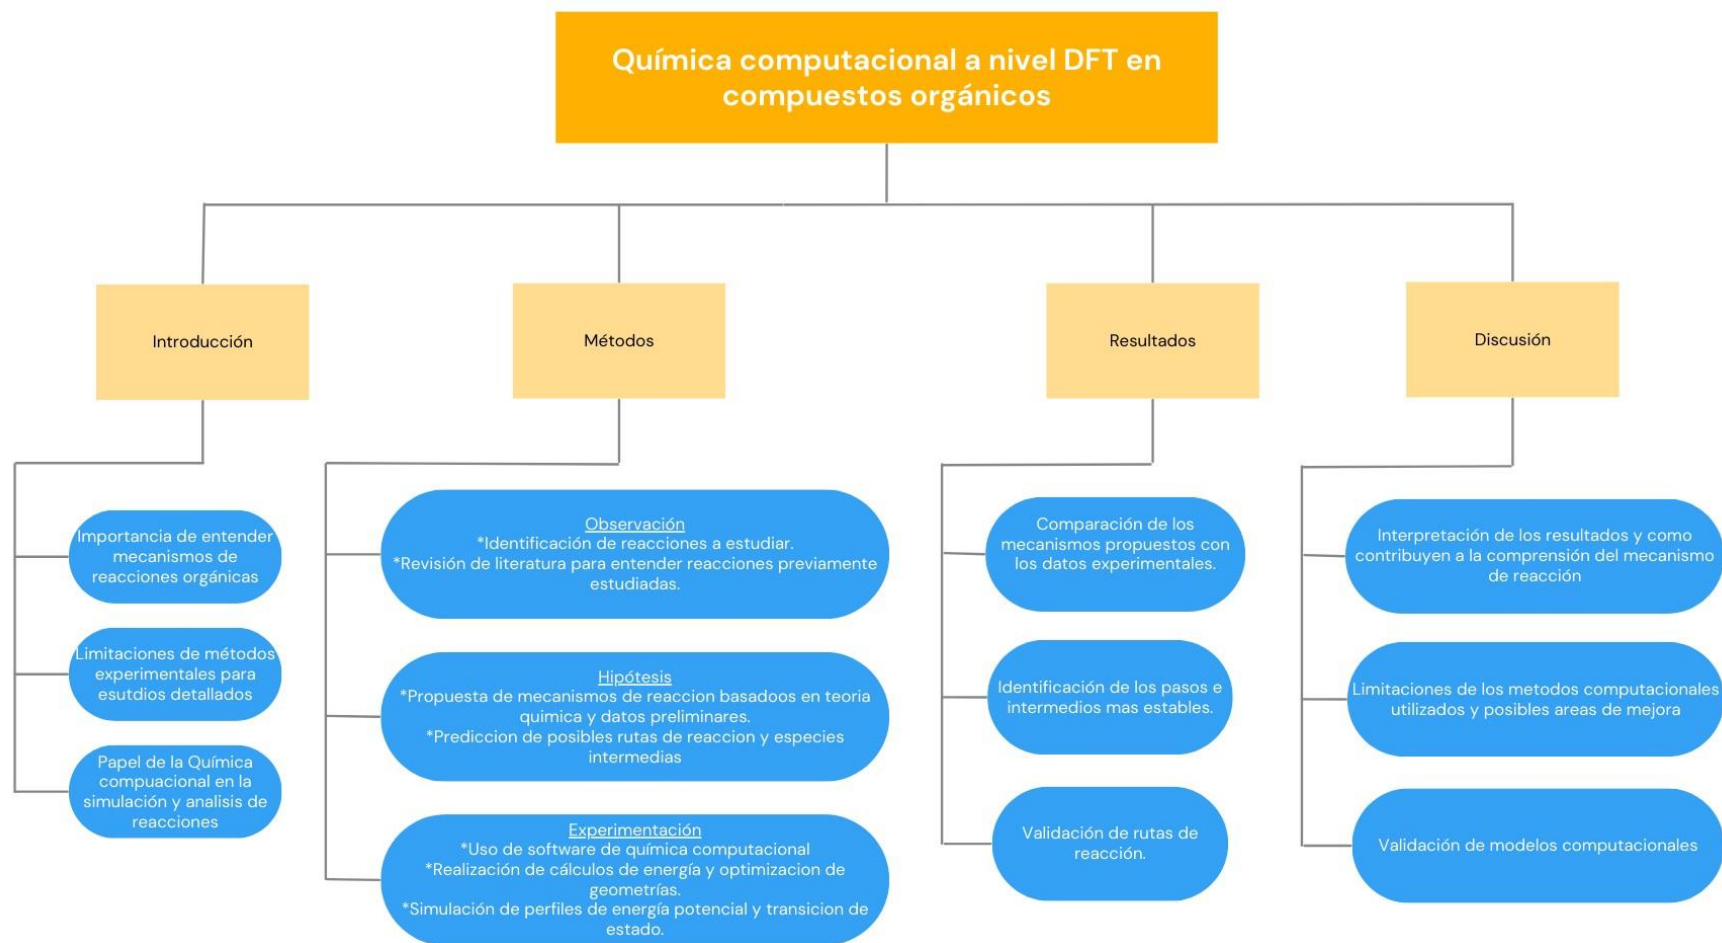 Química computacional a nivel DFT en
compuestos orgánicos
Introducción
Métodos
Resultados
Discusión
Importancia de entender
mecanismos de
reacciones orgánicas
Limitaciones de métodos
experimentales para
esutdios detallados
Papel de la Química
compuacional en la
simulación y analisis de
reacciones
Observación
*Identificación de reacciones a estudiar.
*Revisión de literatura para entender reacciones previamente
estudiadas.
Hipótesis
*Propuesta de mecanismos de reaccion basadoos en teoria
quimica y datos preliminares.
*Prediccion de posibles rutas de reaccion y especies
intermedias
Experimentación
*Uso de software de química computacional
*Realización de cálculos de energía y optimizacion de
geometrías.
*Simulación de perfiles de energía potencial y transicion de
estado.
Comparación de los
mecanismos propuestos con
los datos experimentales.
Identificación de los pasos e
intermedios mas estables.
Validación de rutas de
reacción.
Interpretación de los resultados y como
contribuyen a la comprensión del mecanismo
de reacción
Limitaciones de los metodos computacionales
utilizados y posibles areas de mejora
Validación de modelos computacionales